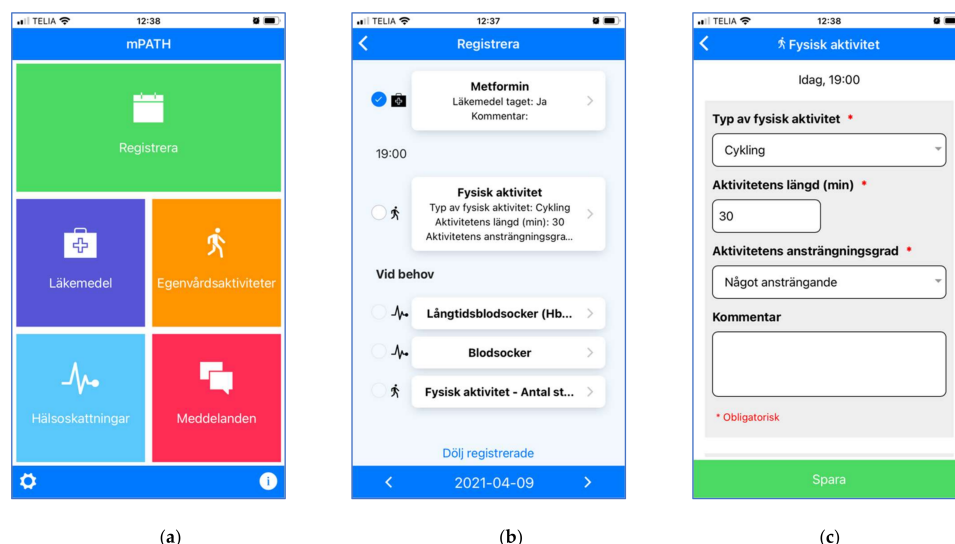 TELIA 12:38
mPATH
Registrera
Läkemedel
Egenvårdsaktiviteter
Hälsoskattningar
Meddelanden
i
(a)
TELIA 12:37
Registrera
Metformin
Läkemedel taget: Ja
Kommentar:
19:00
Fysisk aktivitet
Typ av fysisk aktivitet: Cykling
Aktivitetens längd (min): 30
Aktivitetens ansträngningsgra...
Vid behov
Långtidsblodsocker (Hb...
Blodsocker
Fysisk aktivitet - Antal st...
Dölj registrerade
2021-04-09
(b)
TELIA 12:38
Fysisk aktivitet
Idag, 19:00
Typ av fysisk aktivitet *
Cykling
Aktivitetens längd (min) *
30
Aktivitetens ansträngningsgrad *
Något ansträngande
Kommentar
* Obligatorisk
Spara
(c)